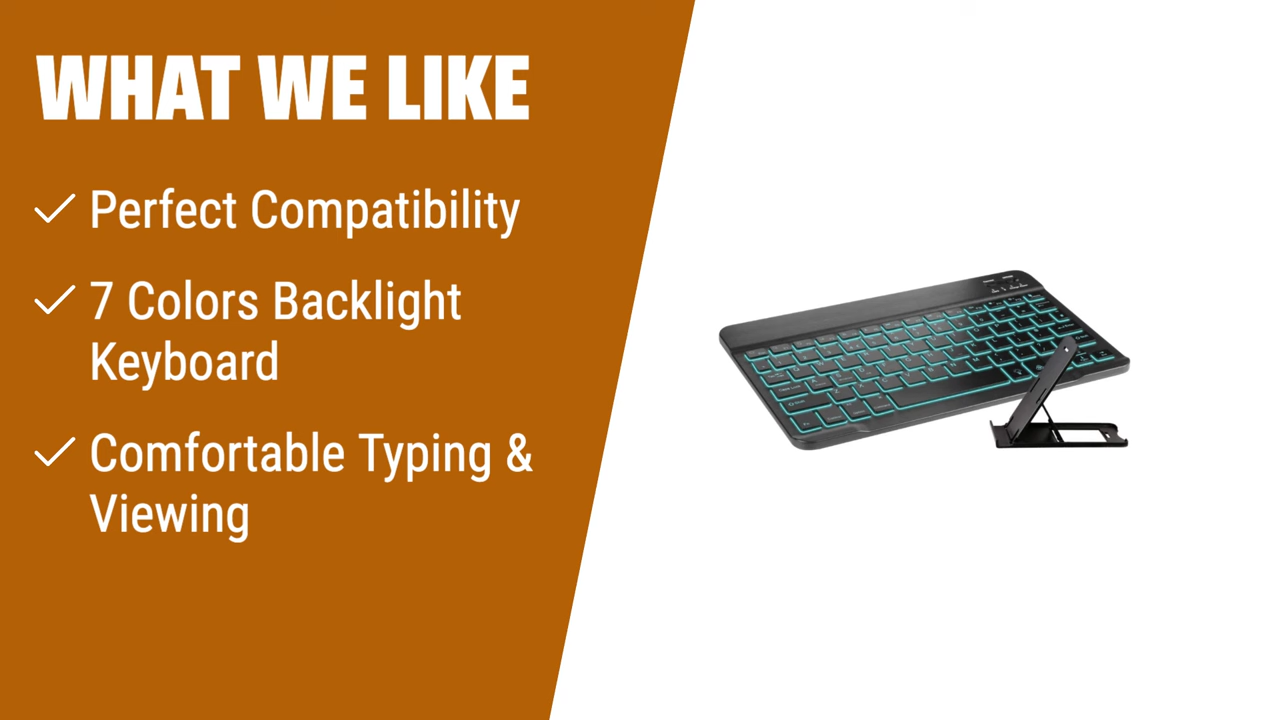 WHAT WE LIKE
Perfect Compatibility
7 Colors Backlight
Keyboard
Comfortable Typing &
Viewing